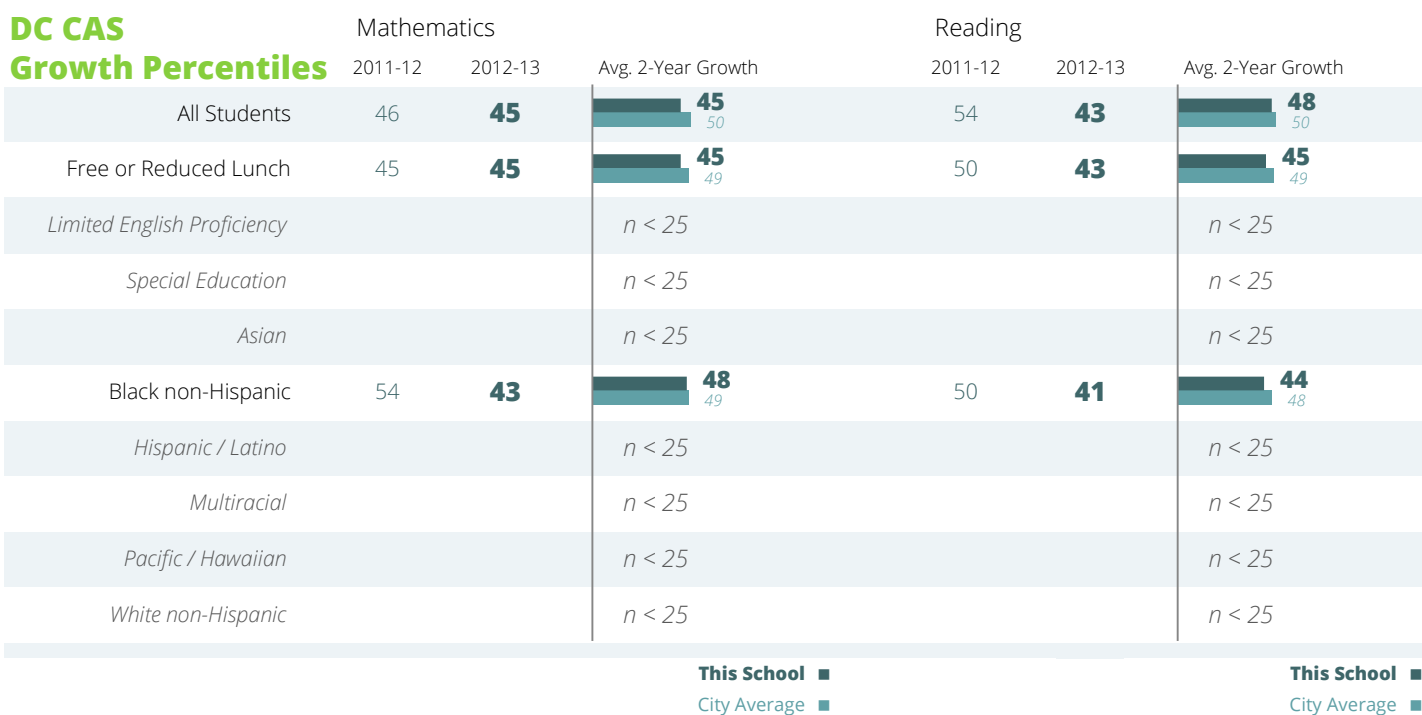 DC CAS
Growth Percentiles
Mathematics Reading
2011-12 2012-13 Avg. 2-Year Growth 2011-12 2012-13 Avg. 2-Year Growth
All Students 46 45 45 50 54 43 48 50
Free or Reduced Lunch 45 45 45 49 50 43 45 49
Limited English Proficiency n < 25 n < 25
Special Education n < 25 n < 25
Asian n < 25 n < 25
Black non-Hispanic 54 43 48 49 50 41 44 48
Hispanic / Latino n < 25 n < 25
Multiracial n < 25 n < 25
Pacific / Hawaiian n < 25 n < 25
White non-Hispanic n < 25 n < 25
This School This School
City Average City Average